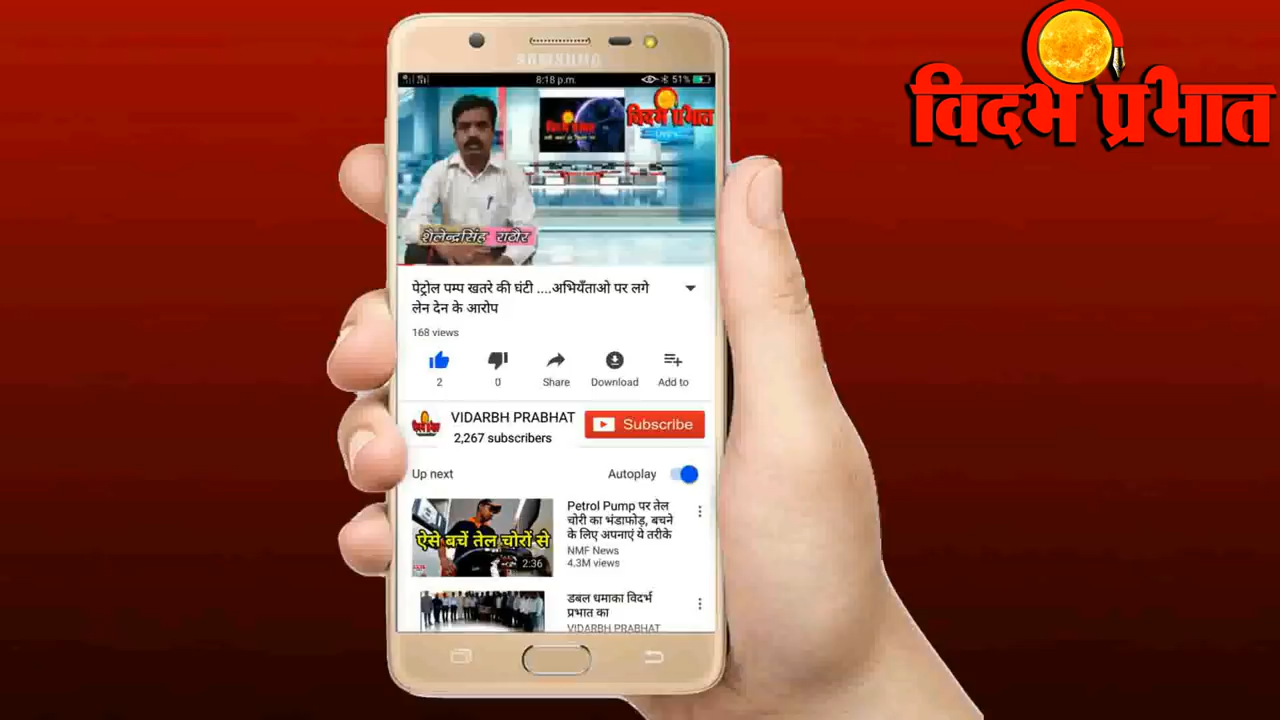 विदर्भ प्रभात
SAMSUNG
8:18 p.m.
51%
विदर्भ प्रभात
शैलेन्द्रसिंह राठौर
पेट्रोल पम्प खतरे की घंटी ....अभियँताओ पर लगे
लेन देन के आरोप
168 views
2
0
Share
Download
Add to
VIDARBH PRABHAT
Subscribe
2,267 subscribers
Up next
Autoplay
Petrol Pump पर तेल
चोरी का भंडाफोड़, बचने
के लिए अपनाएं ये तरीके
NMF News
4.3M views
ऐसे बचें तेल चोरों से
2:36
डबल धमाका विदर्भ
प्रभात का
VIDARBH PRABHAT